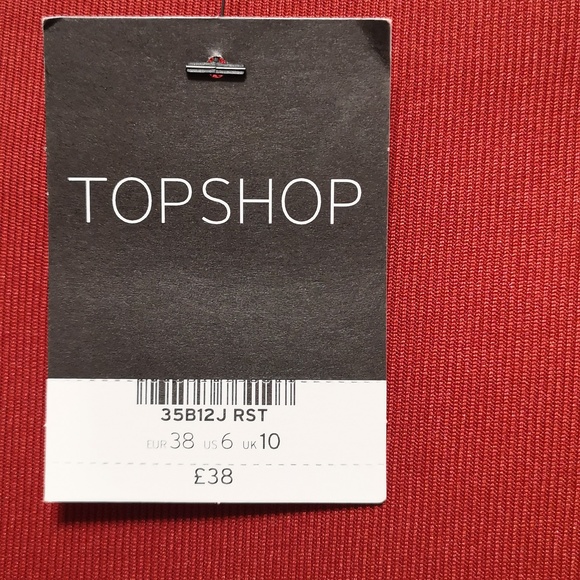 TOPSHOP
35B12J RST
EUR 38 US 6 UK 10
£38